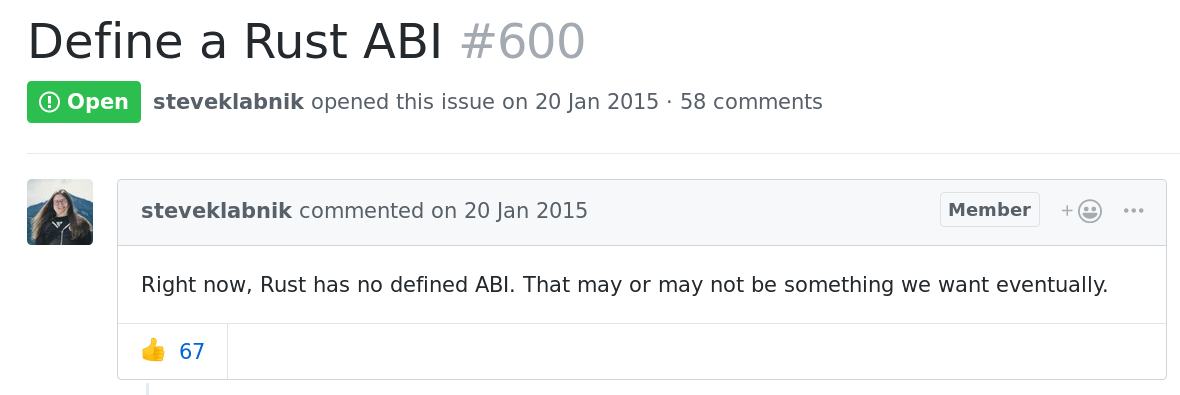 Define a Rust ABI #600
Open steveklabnik opened this issue on 20 Jan 2015 · 58 comments
steveklabnik commented on 20 Jan 2015 Member + ···
Right now, Rust has no defined ABI. That may or may not be something we want eventually.
👍 67